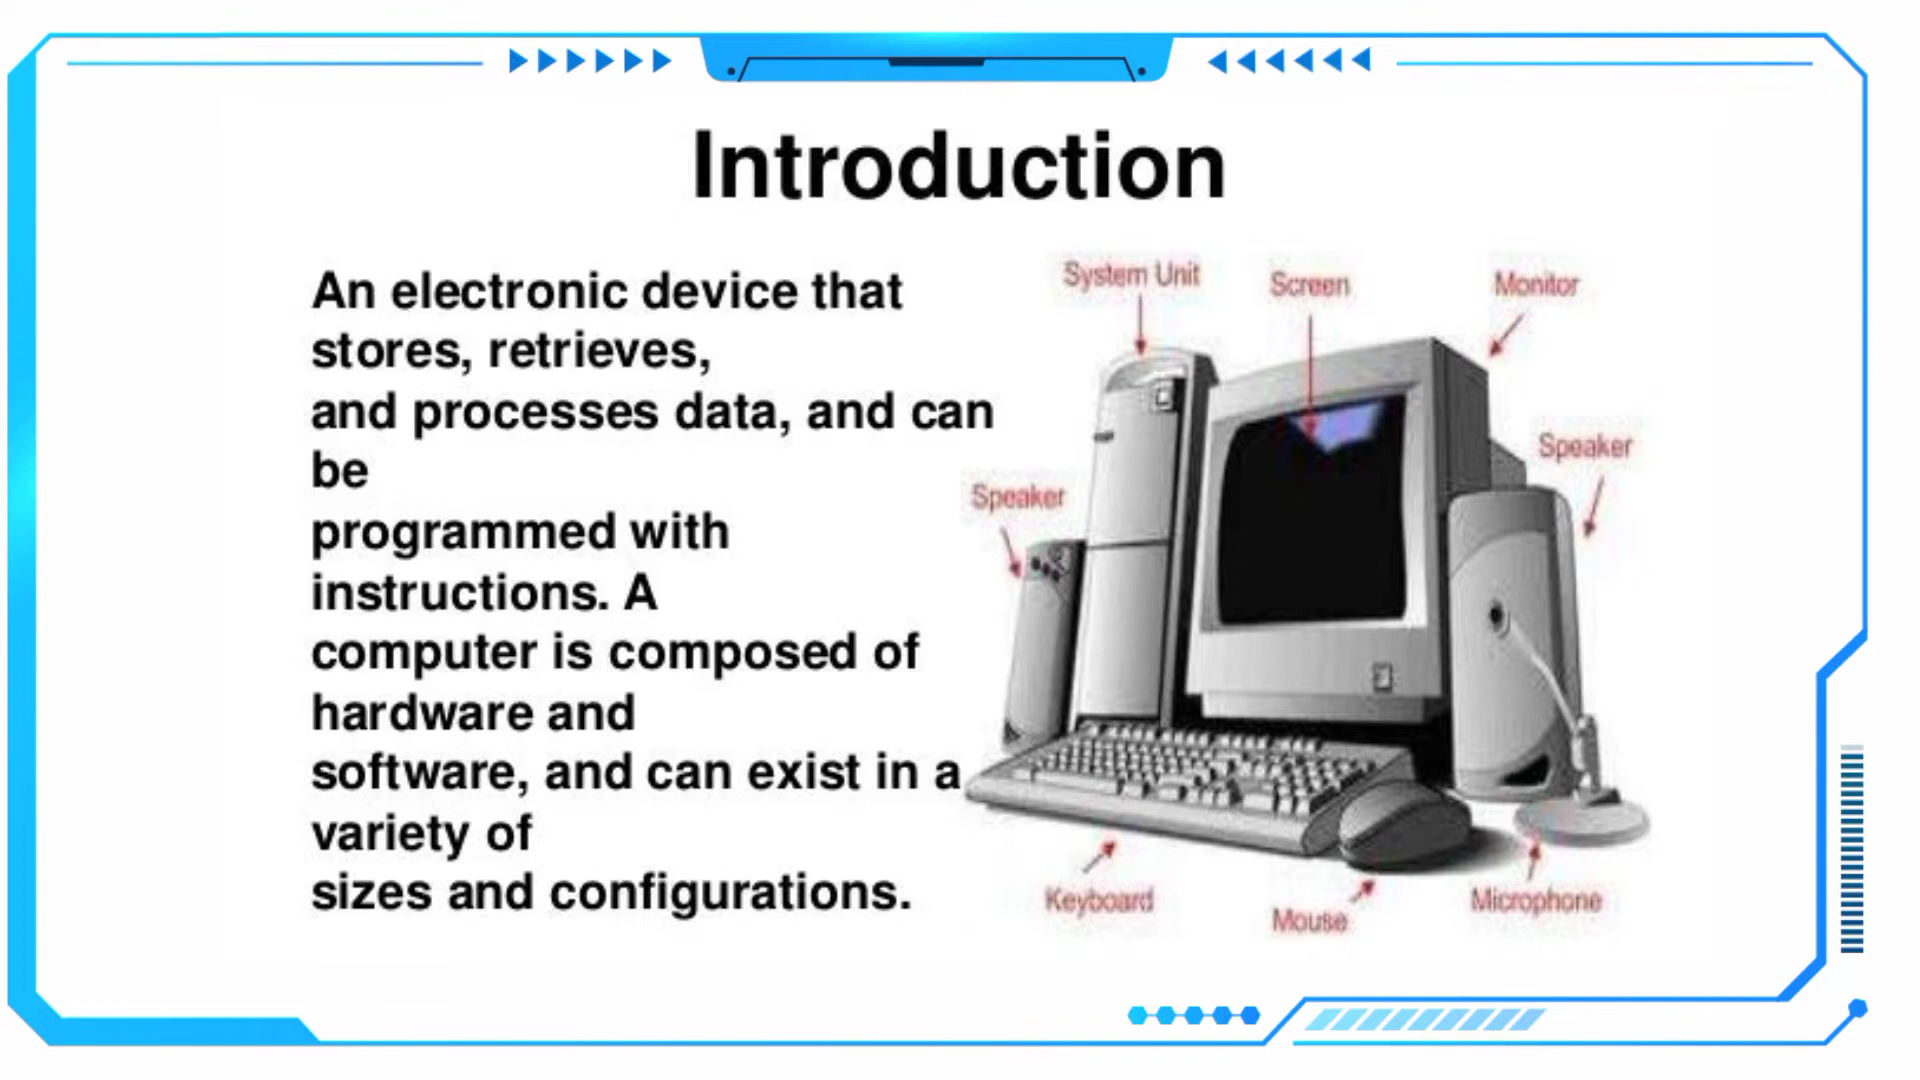 Introduction
An electronic device that
stores, retrieves,
and processes data, and can
be
programmed with
instructions. A
computer is composed of
hardware and
software, and can exist in a
variety of
sizes and configurations.
System Unit
Screen
Monitor
Speaker
Speaker
Keyboard
Mouse
Microphone